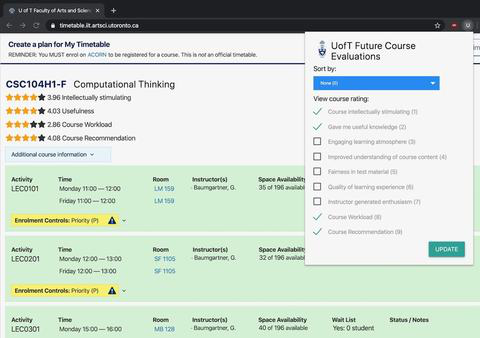 U of T Faculty of Arts and Scienc
timetable.iit.artsci.utoronto.ca
Create a plan for My Timetable
REMINDER: You MUST enrol on ACORN to be registered for a course. This is not an official timetable.
CSC104H1-F Computational Thinking
3.96 Intellectually stimulating
4.03 Usefulness
2.86 Course Workload
4.08 Course Recommendation
Additional course information
Activity Time Room Instructor(s) Space Availability
LEC0101 Monday 11:00 — 12:00 LM 159 · Baumgartner, G. 35 of 196 available
Friday 11:00 — 12:00 LM 159
Enrolment Controls: Priority (P)
Activity Time Room Instructor(s) Space Availability
LEC0201 Monday 12:00 — 13:00 SF 1105 · Baumgartner, G. 32 of 196 available
Friday 12:00 — 13:00 SF 1105
Enrolment Controls: Priority (P)
Activity Time Room Instructor(s) Space Availability Wait List Status / Notes
LEC0301 Monday 15:00 — 16:00 MB 128 · Baumgartner, G. 40 of 196 available Yes: 0 student
UofT Future Course
Evaluations
Sort by:
None (0)
View course rating:
Course intellectually stimulating (1)
Gave me useful knowledge (2)
Engaging learning atmosphere (3)
Improved understanding of course content (4)
Fairness in test material (5)
Quality of learning experience (6)
Instructor generated enthusiasm (7)
Course Workload (8)
Course Recommendation (9)
UPDATE